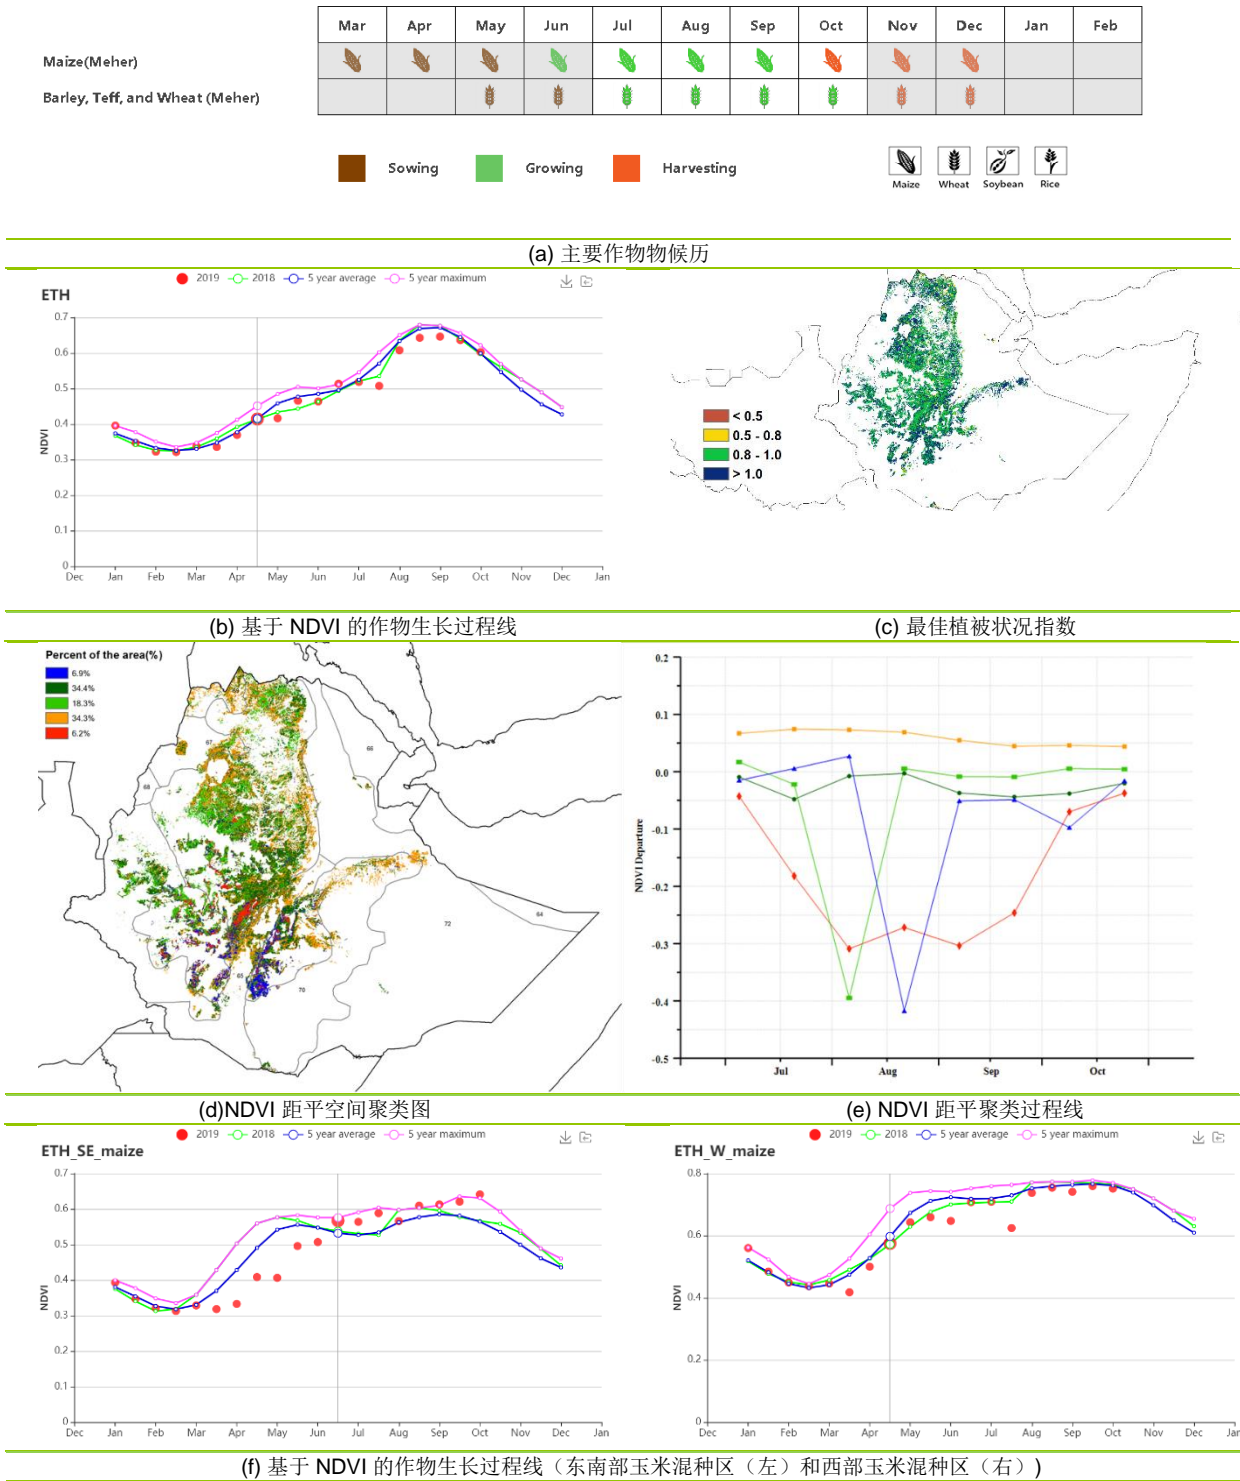 Mar Apr May Jun Jul Aug Sep Oct Nov Dec Jan Feb
Maize(Meher)
Barley, Teff, and Wheat (Meher)
Sowing Growing Harvesting
Maize Wheat Soybean Rice
(a) 主要作物物候历
2019 2018 5 year average 5 year maximum
ETH
0.7
0.6
0.5
0.4
0.3
0.2
0.1
0
NDVI
Dec Jan Feb Mar Apr May Jun Jul Aug Sep Oct Nov Dec Jan
< 0.5
0.5 - 0.8
0.8 - 1.0
> 1.0
(b) 基于 NDVI 的作物生长过程线
(c) 最佳植被状况指数
Percent of the area(%)
6.9%
34.4%
18.3%
34.3%
6.2%
67
66
68
72
64
65
70
0.2
0.1
0.0
-0.1
-0.2
-0.3
-0.4
-0.5
NDVI Departure
Jul Aug Sep Oct
(d)NDVI 距平空间聚类图
(e) NDVI 距平聚类过程线
2019 2018 5 year average 5 year maximum
ETH_SE_maize
0.7
0.6
0.5
0.4
0.3
0.2
0.1
0
NDVI
Dec Jan Feb Mar Apr May Jun Jul Aug Sep Oct Nov Dec Jan
2019 2018 5 year average 5 year maximum
ETH_W_maize
0.8
0.6
0.4
0.2
0
NDVI
Dec Jan Feb Mar Apr May Jun Jul Aug Sep Oct Nov Dec Jan
(f) 基于 NDVI 的作物生长过程线（东南部玉米混种区（左）和西部玉米混种区（右）)